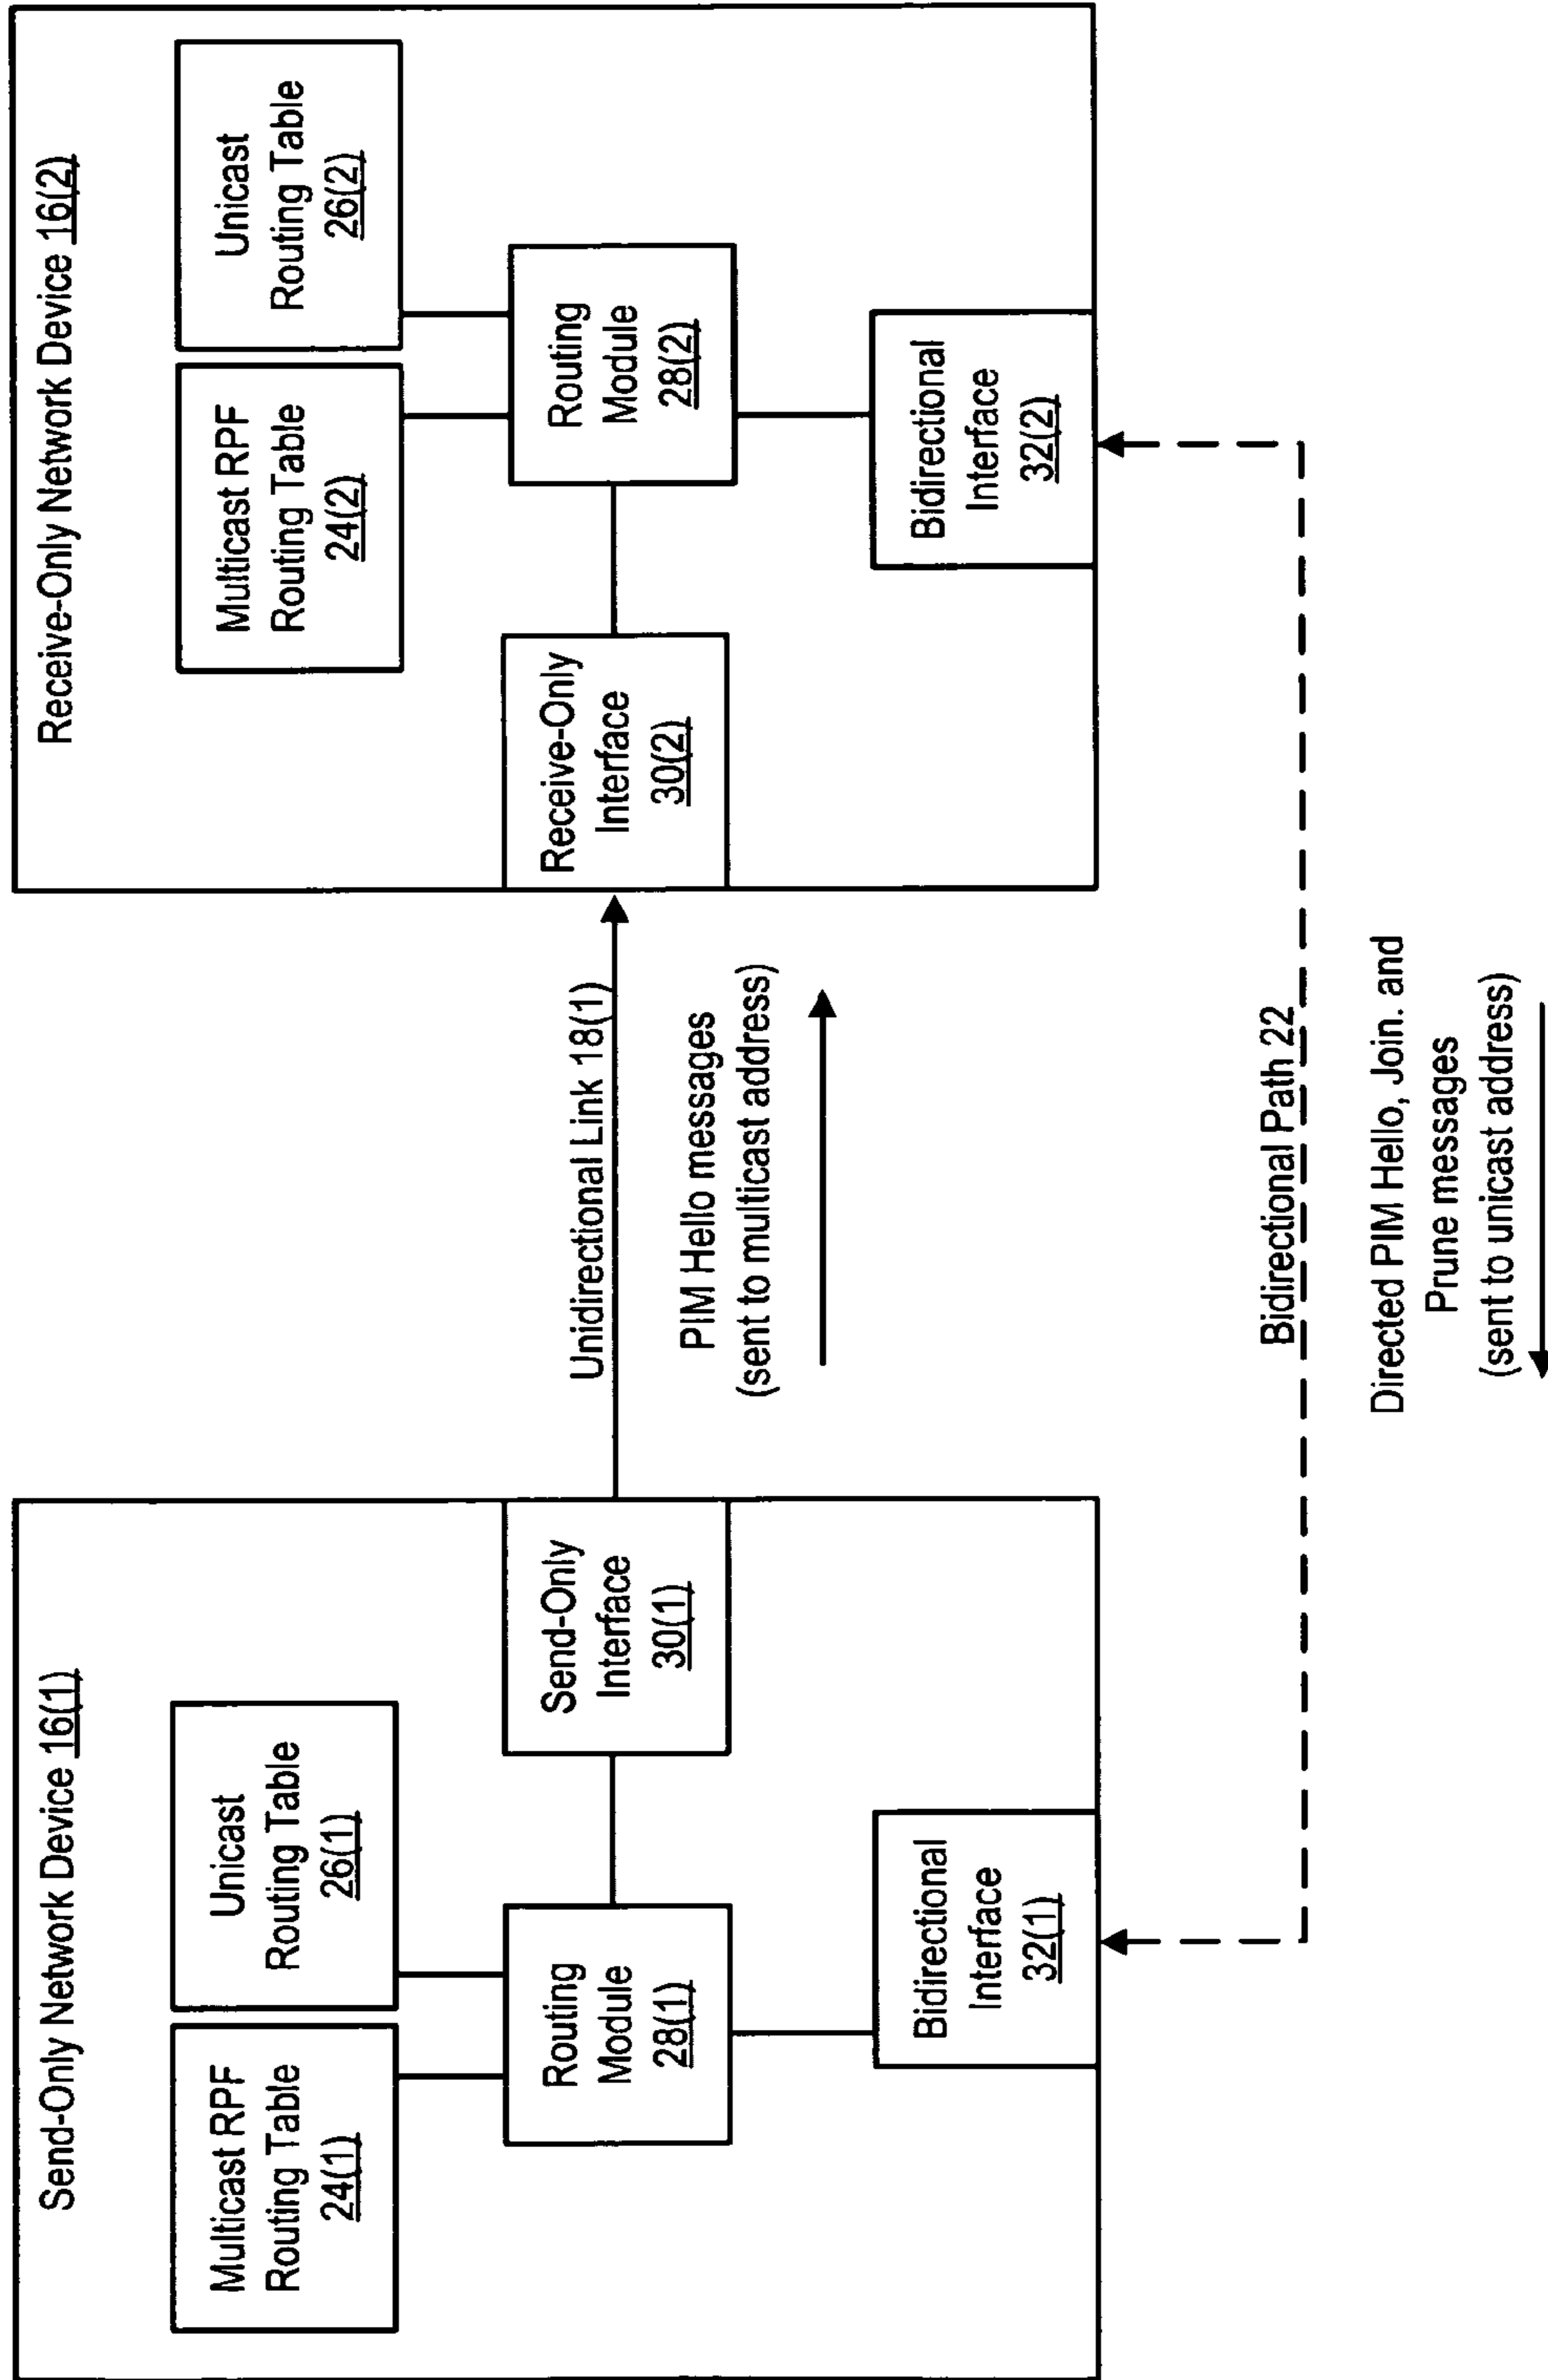 Send-Only Network Device 16(1)
Multicast RPF
Routing Table
24(1)
Unicast
Routing Table
26(1)
Routing
Module
28(1)
Send-Only
Interface
30(1)
Bidirectional
Interface
32(1)
Unidirectional Link 18(1)
PIM Hello messages
(sent to multicast address)
Bidirectional Path 22
Directed PIM Hello, Join. and
Prune messages
(sent to unicast address)
Receive-Only Network Device 16(2)
Multicast RPF
Routing Table
24(2)
Unicast
Routing Table
26(2)
Receive-Only
Interface
30(2)
Routing
Module
28(2)
Bidirectional
Interface
32(2)